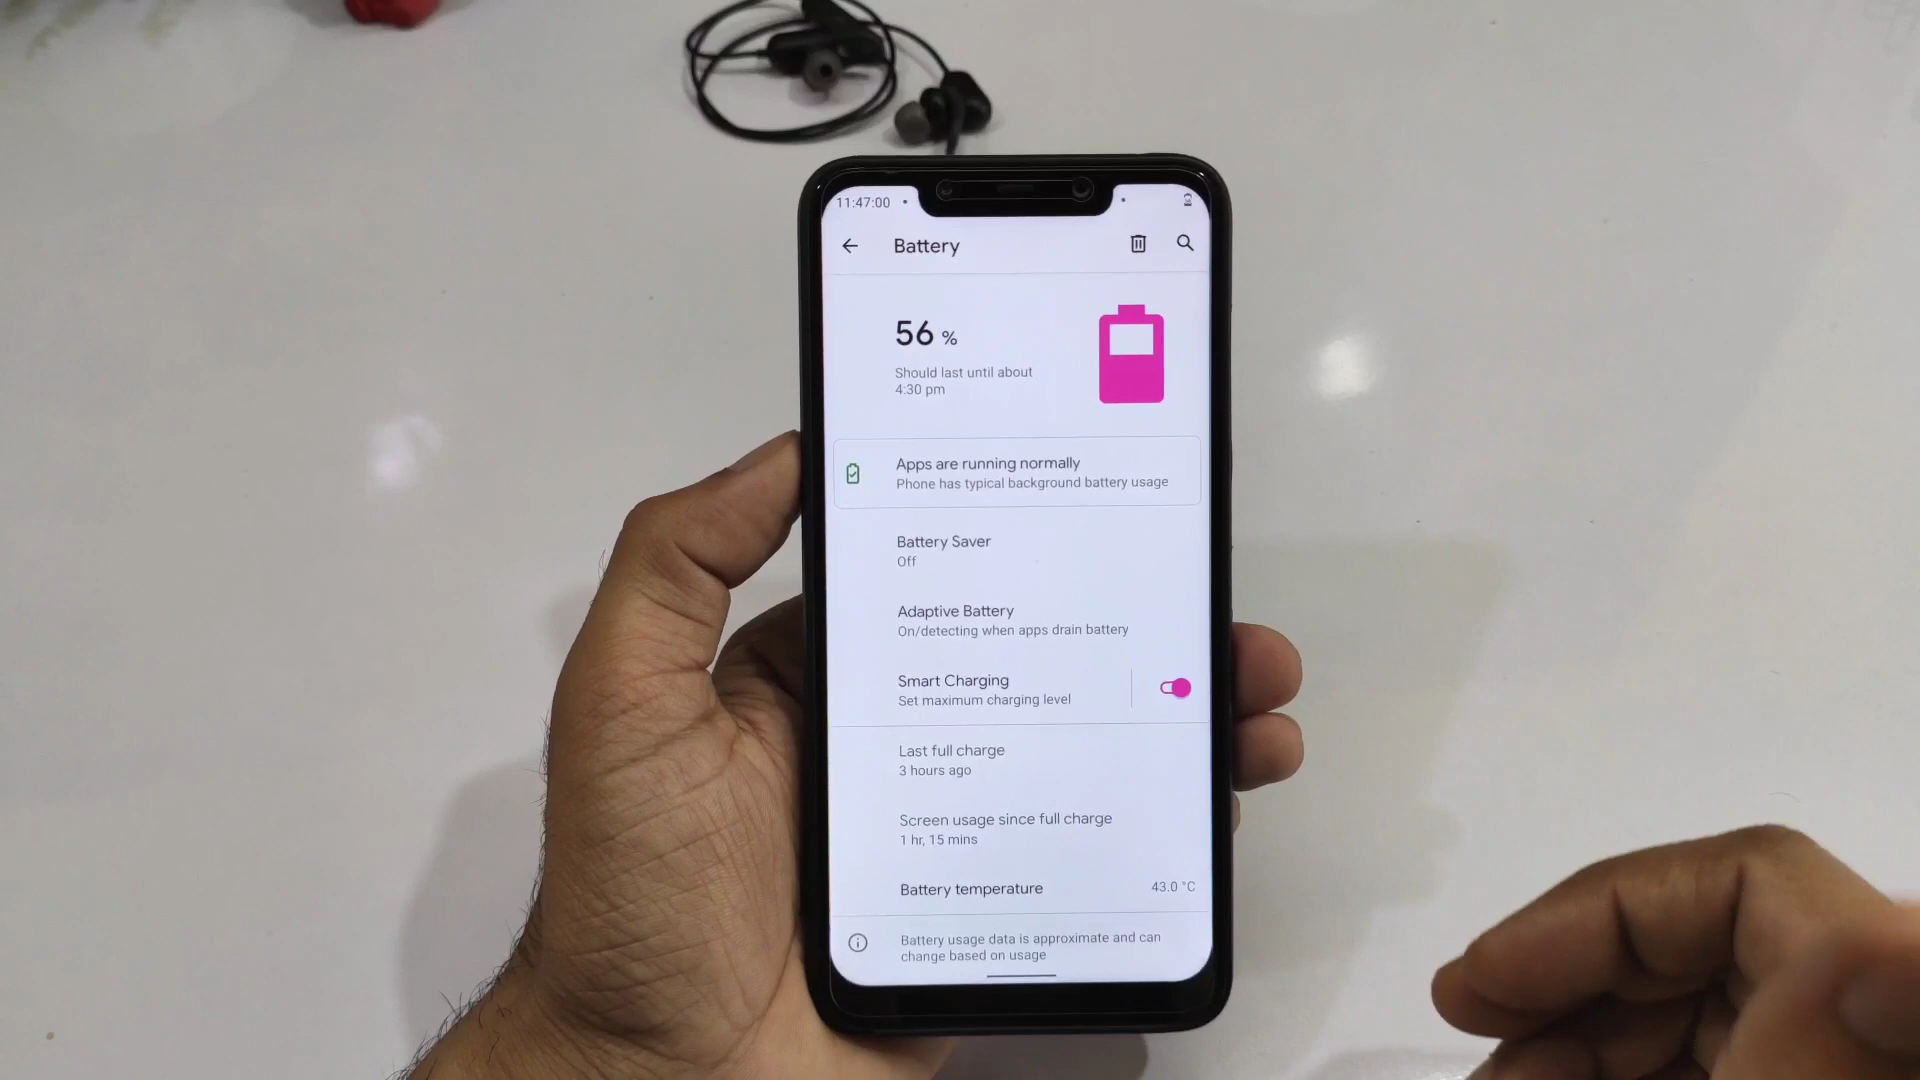 11:47:00
Battery
56 %
Should last until about
4:30 pm
Apps are running normally
Phone has typical background battery usage
Battery Saver
Off
Adaptive Battery
On/detecting when apps drain battery
Smart Charging
Set maximum charging level
Last full charge
3 hours ago
Screen usage since full charge
1 hr, 15 mins
Battery temperature 43.0 °C
Battery usage data is approximate and can
change based on usage